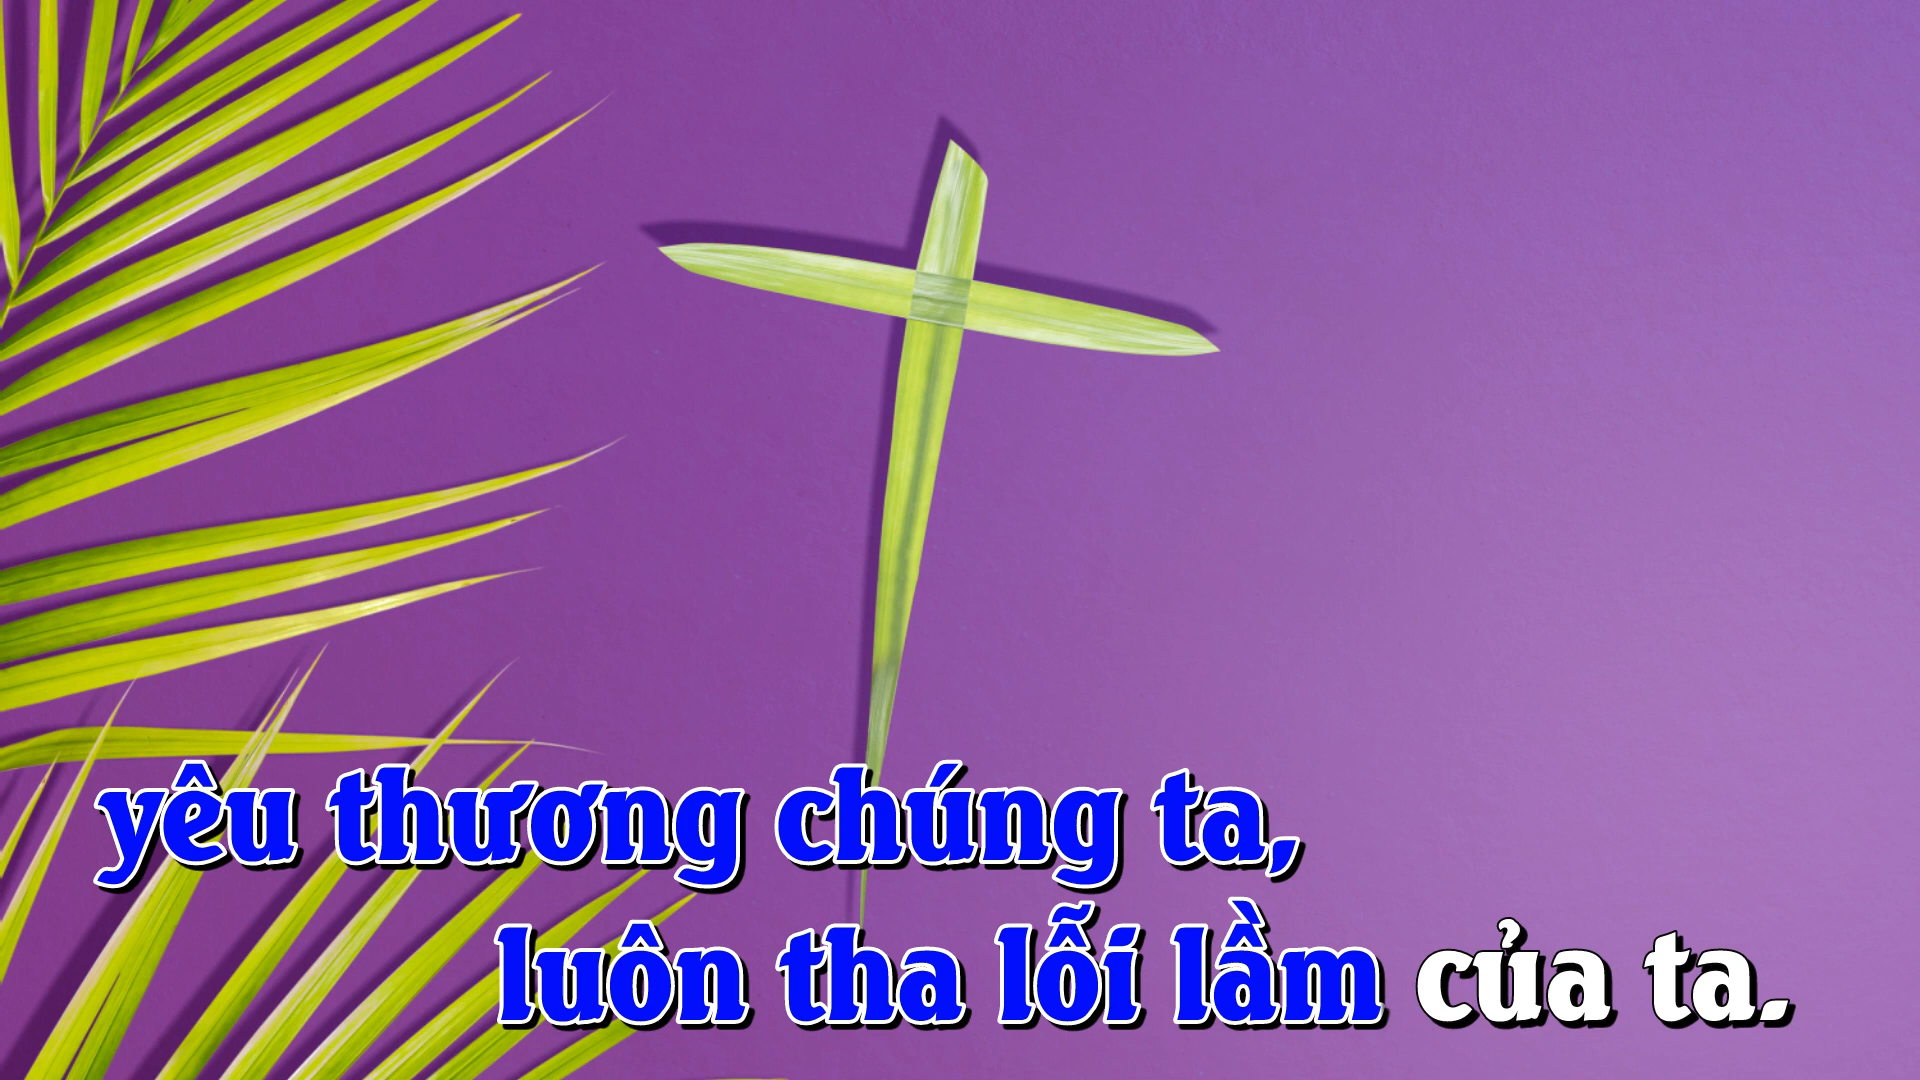 yêu thương chúng ta,
luôn tha lỗi lầm của ta.